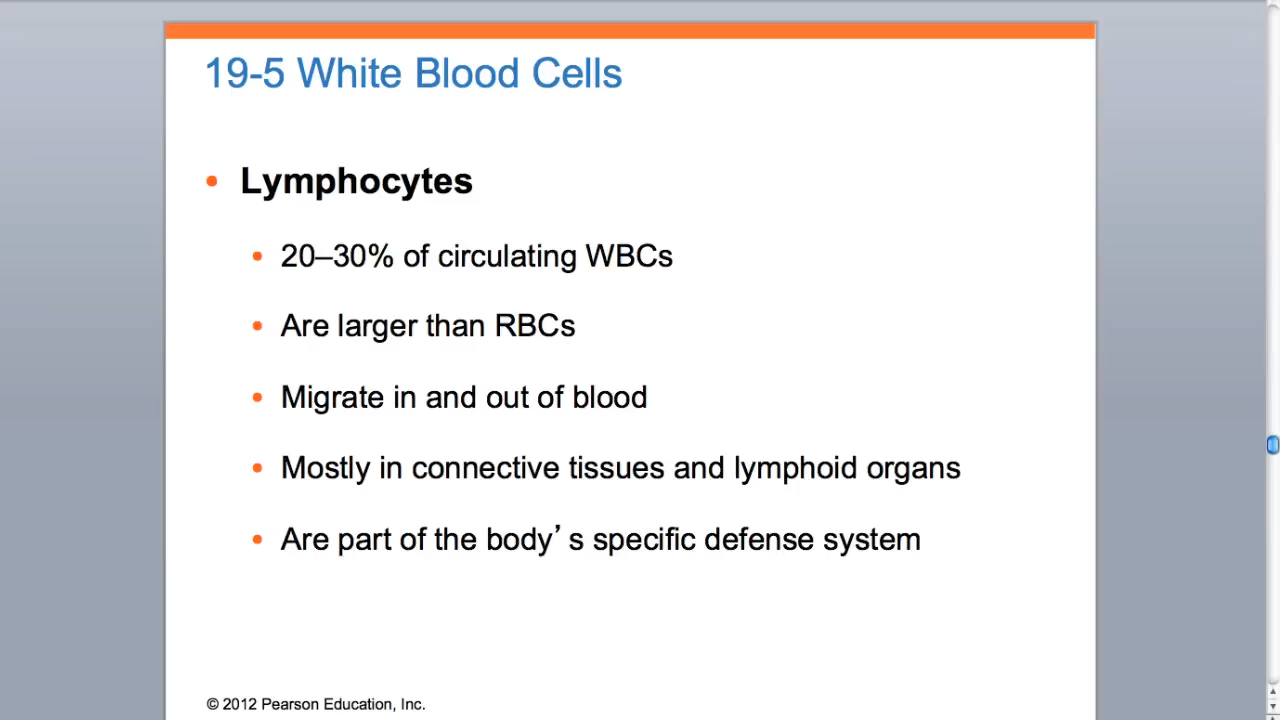 19-5 White Blood Cells
• Lymphocytes
• 20–30% of circulating WBCs
• Are larger than RBCs
• Migrate in and out of blood
• Mostly in connective tissues and lymphoid organs
• Are part of the body’s specific defense system
© 2012 Pearson Education, Inc.